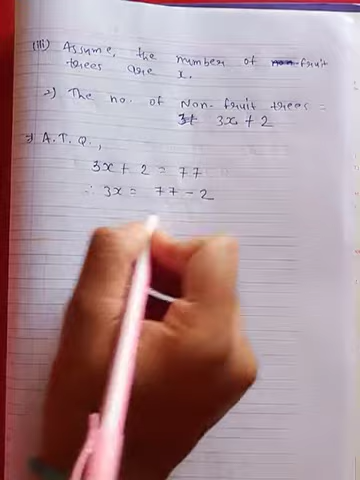 (iii) Assume, the number of non fruit
trees are x.
⇒) The no. of Non-fruit trees =
3+ 3x + 2
⇒) A.T.Q.,
3x + 2 = 77
∴ 3x = 77 - 2